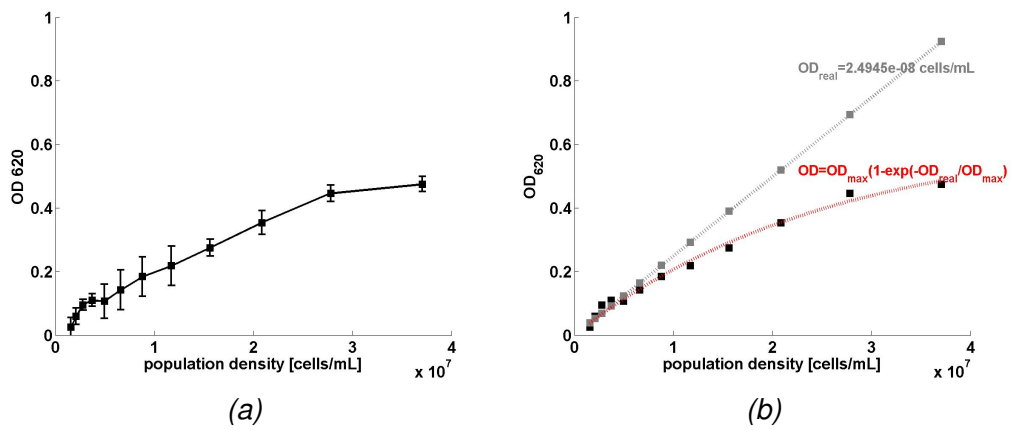 1
0.8
0.6
0.4
0.2
0
OD 620
0
1
2
3
4
population density [cells/mL]
x 10^7
(a)
1
0.8
0.6
0.4
0.2
0
OD_620
OD_real=2.4945e-08 cells/mL
OD=OD_max(1-exp(-OD_real/OD_max)
0
1
2
3
4
population density [cells/mL]
x 10^7
(b)